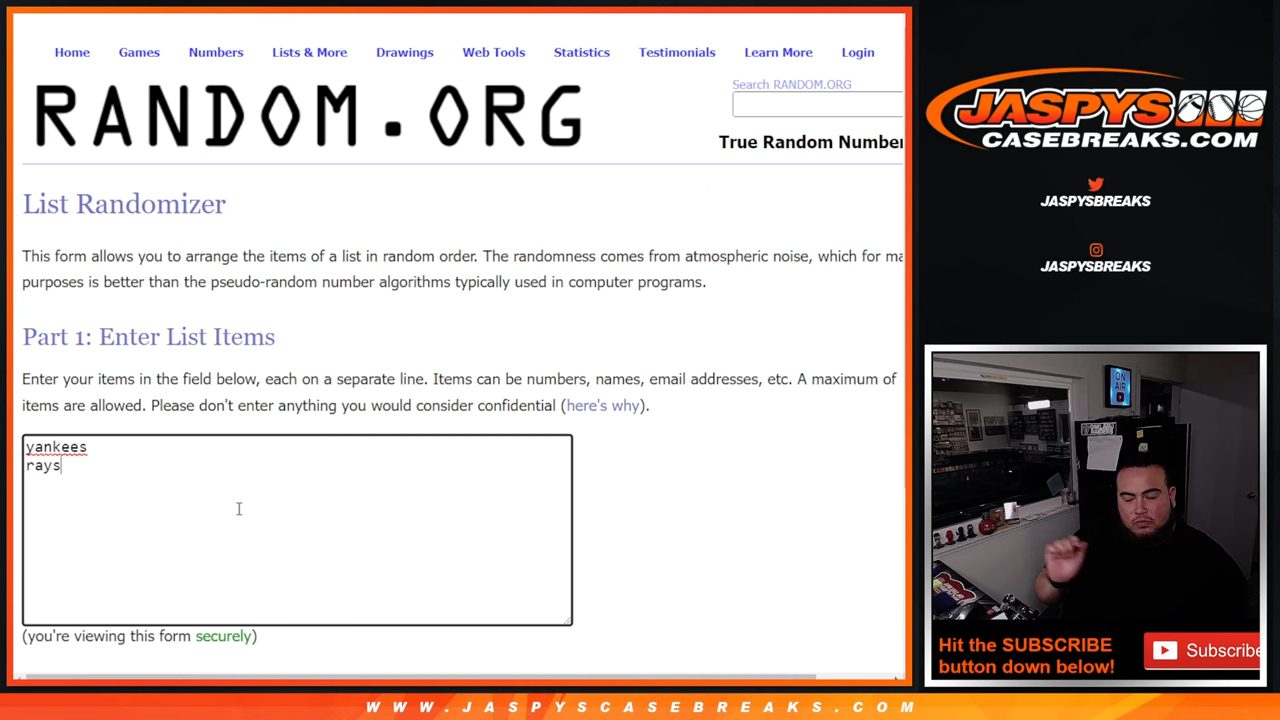 Home Games Numbers Lists & More Drawings Web Tools Statistics Testimonials Learn More Login
RANDOM.ORG
Search RANDOM.ORG
True Random Number
List Randomizer
This form allows you to arrange the items of a list in random order. The randomness comes from atmospheric noise, which for ma
purposes is better than the pseudo-random number algorithms typically used in computer programs.
Part 1: Enter List Items
Enter your items in the field below, each on a separate line. Items can be numbers, names, email addresses, etc. A maximum of
items are allowed. Please don't enter anything you would consider confidential (here's why).
yankees
rays
(you're viewing this form securely)
JASPYS
CASEBREAKS.COM
JASPYSBREAKS
JASPYSBREAKS
ON
AIR
Hit the SUBSCRIBE
button down below!
Subscribe
WWW.JASPYSCASEBREAKS.COM